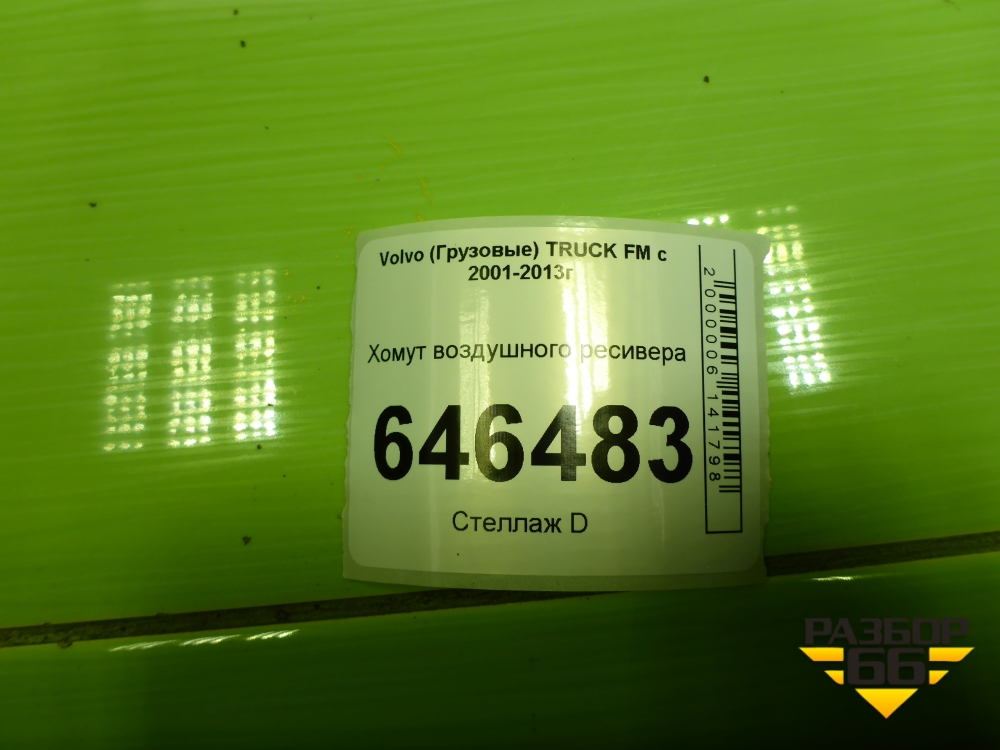 Volvo (Грузовые) TRUCK FM с
2001-2013г
Хомут воздушного ресивера
646483
Стеллаж D
2000006141798
РАЗБОР
66